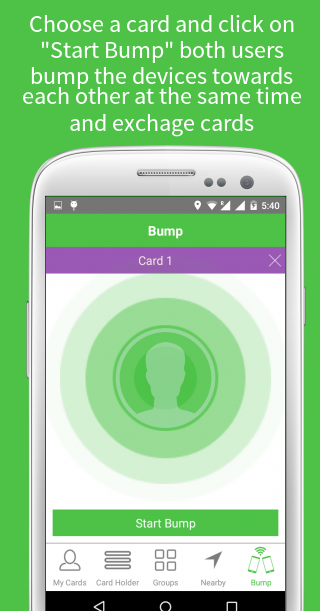 Choose a card and click on
"Start Bump" both users
bump the devices towards
each other at the same time
and exchage cards
5:40
Bump
Card 1
Start Bump
My Cards Card Holder Groups Nearby Bump